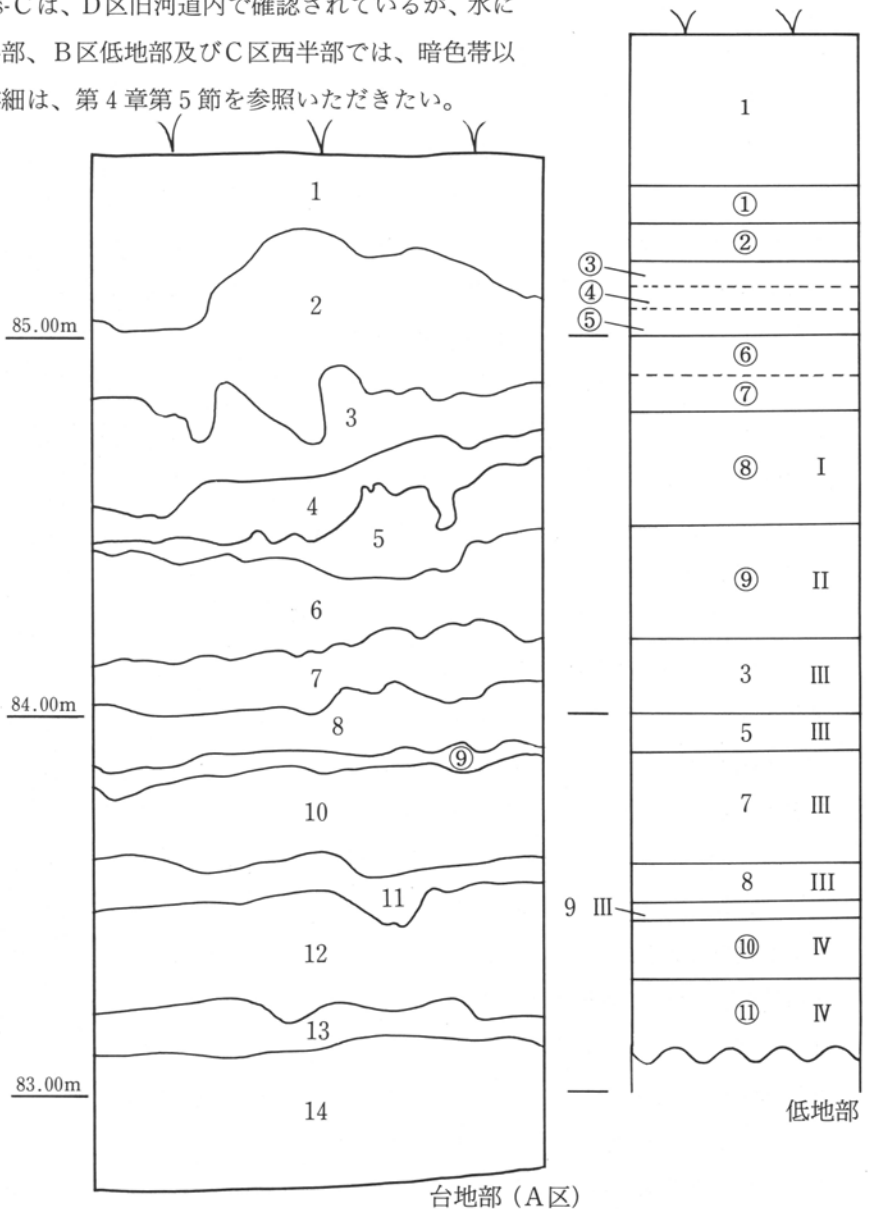 s-Cは、D区旧河道内で確認されているが、水に
部、B区低地部及びC区西半部では、暗色帯以
細は、第4章第5節を参照いただきたい。
1
2
85.00m
3
4
5
6
7
84.00m
8
⑨
10
11
12
13
83.00m
14
台地部（A区）
1
①
②
③
④
⑤
⑥
⑦
⑧ I
⑨ II
3 III
5 III
7 III
8 III
9 III
⑩ IV
⑪ IV
低地部